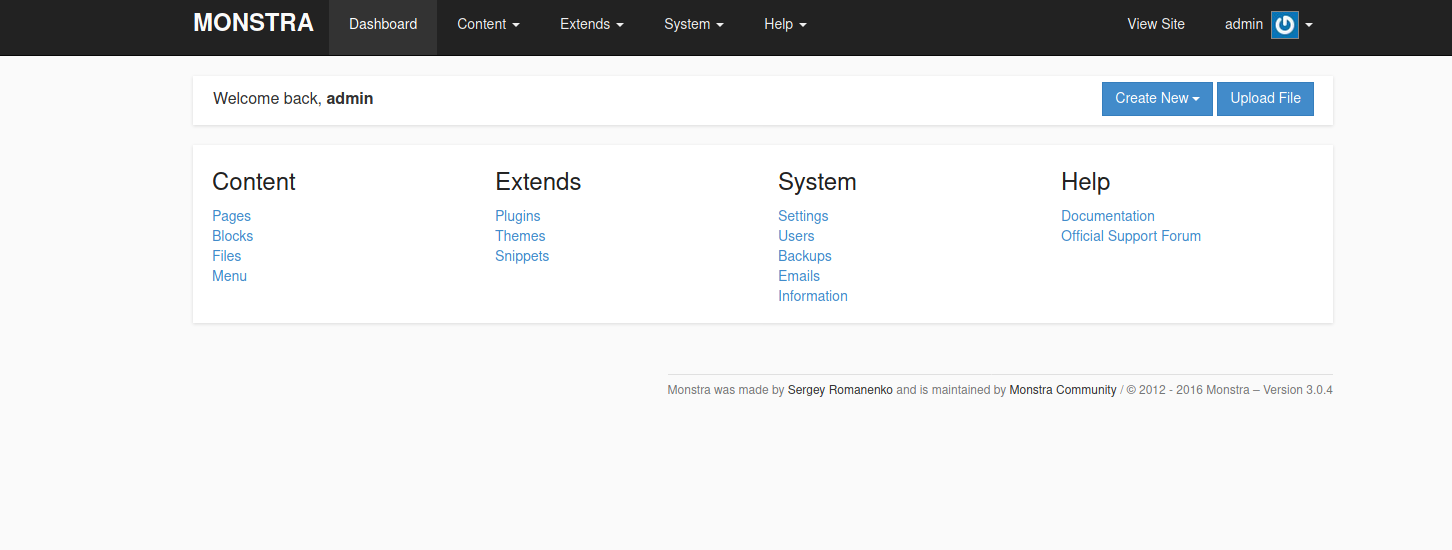 MONSTRA Dashboard Content Extends System Help View Site admin
Welcome back, admin Create New Upload File
Content Extends System Help
Pages Plugins Settings Documentation
Blocks Themes Users Official Support Forum
Files Snippets Backups
Menu Emails
Information
Monstra was made by Sergey Romanenko and is maintained by Monstra Community / © 2012 - 2016 Monstra – Version 3.0.4